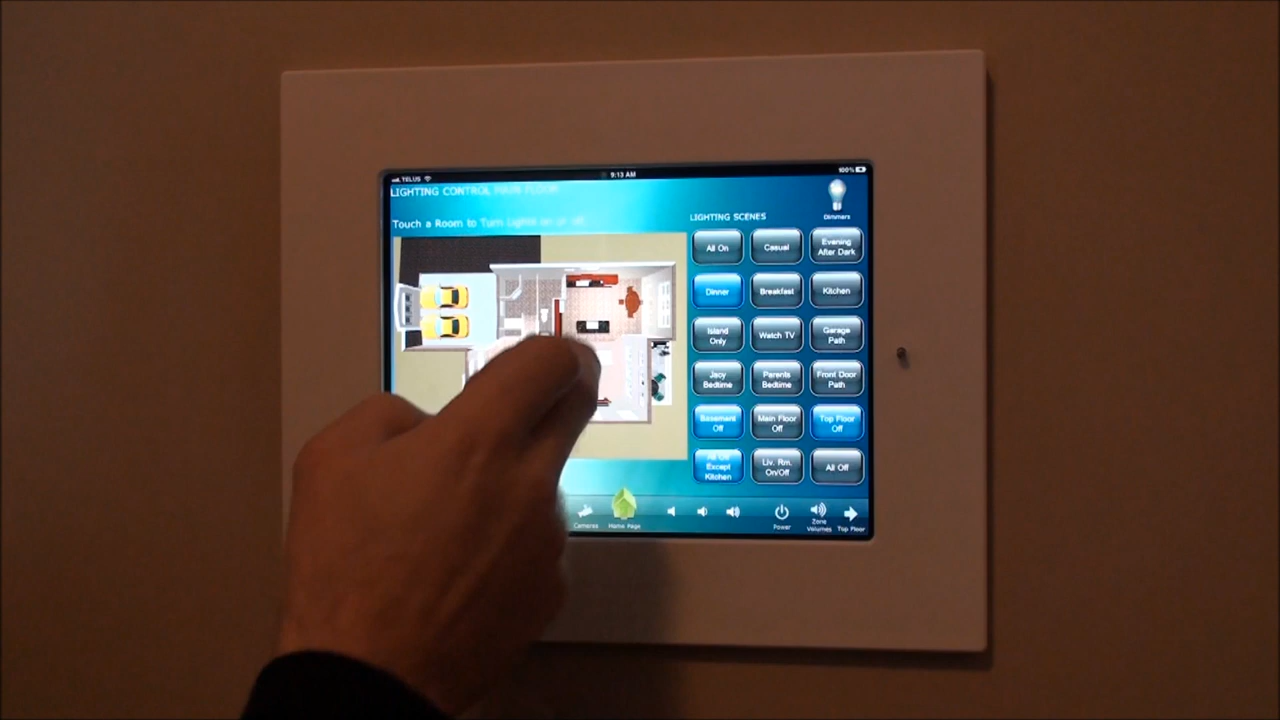 TELUS
9:13 AM
100%
LIGHTING CONTROL MAIN FLOOR
Dimmers
Touch a Room to Turn Lights on or off.
LIGHTING SCENES
All On
Casual
Evening
After Dark
Dinner
Breakfast
Kitchen
Island
Only
Watch TV
Garage
Path
Jacy
Bedtime
Parents
Bedtime
Front Door
Path
Basement
Off
Main Floor
Off
Top Floor
Off
All Off
Except
Kitchen
Liv. Rm.
On/Off
All Off
Cameras
Home Page
Power
Zone
Volumes
Top Floor